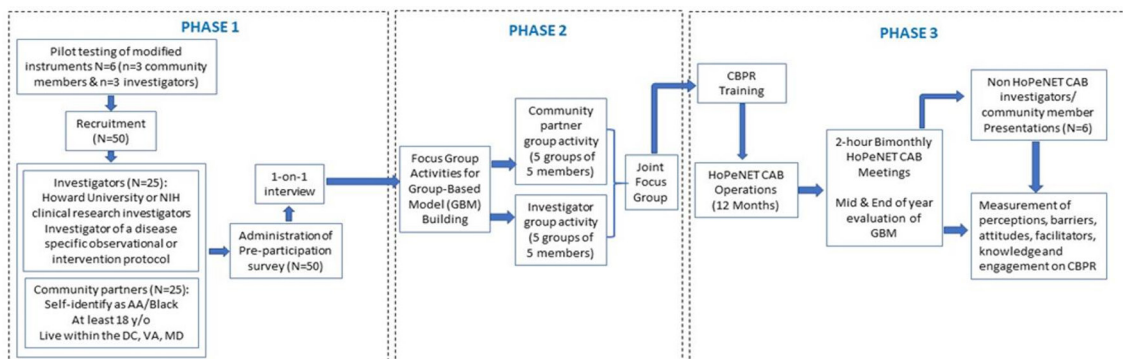 PHASE 1
Pilot testing of modified
instruments N=6 (n=3 community
members & n=3 investigators)
Recruitment
(N=50)
Investigators (N=25):
Howard University or NIH
clinical research investigators
Investigator of a disease
specific observational or
intervention protocol
Community partners (N=25):
Self-identify as AA/Black
At least 18 y/o
Live within the DC, VA, MD
1-on-1
interview
Administration of
Pre-participation
survey (N=50)
PHASE 2
Focus Group
Activities for
Group-Based
Model (GBM)
Building
Community
partner
group activity
(5 groups of
5 members)
Investigator
group activity
(5 groups of
5 members)
Joint
Focus
Group
PHASE 3
CBPR
Training
HoPeNET CAB
Operations
(12 Months)
2-hour Bimonthly
HoPeNET CAB
Meetings
Mid & End of year
evaluation of
GBM
Non HoPeNET CAB
investigators/
community member
Presentations (N=6)
Measurement of
perceptions, barriers,
attitudes, facilitators,
knowledge and
engagement on CBPR